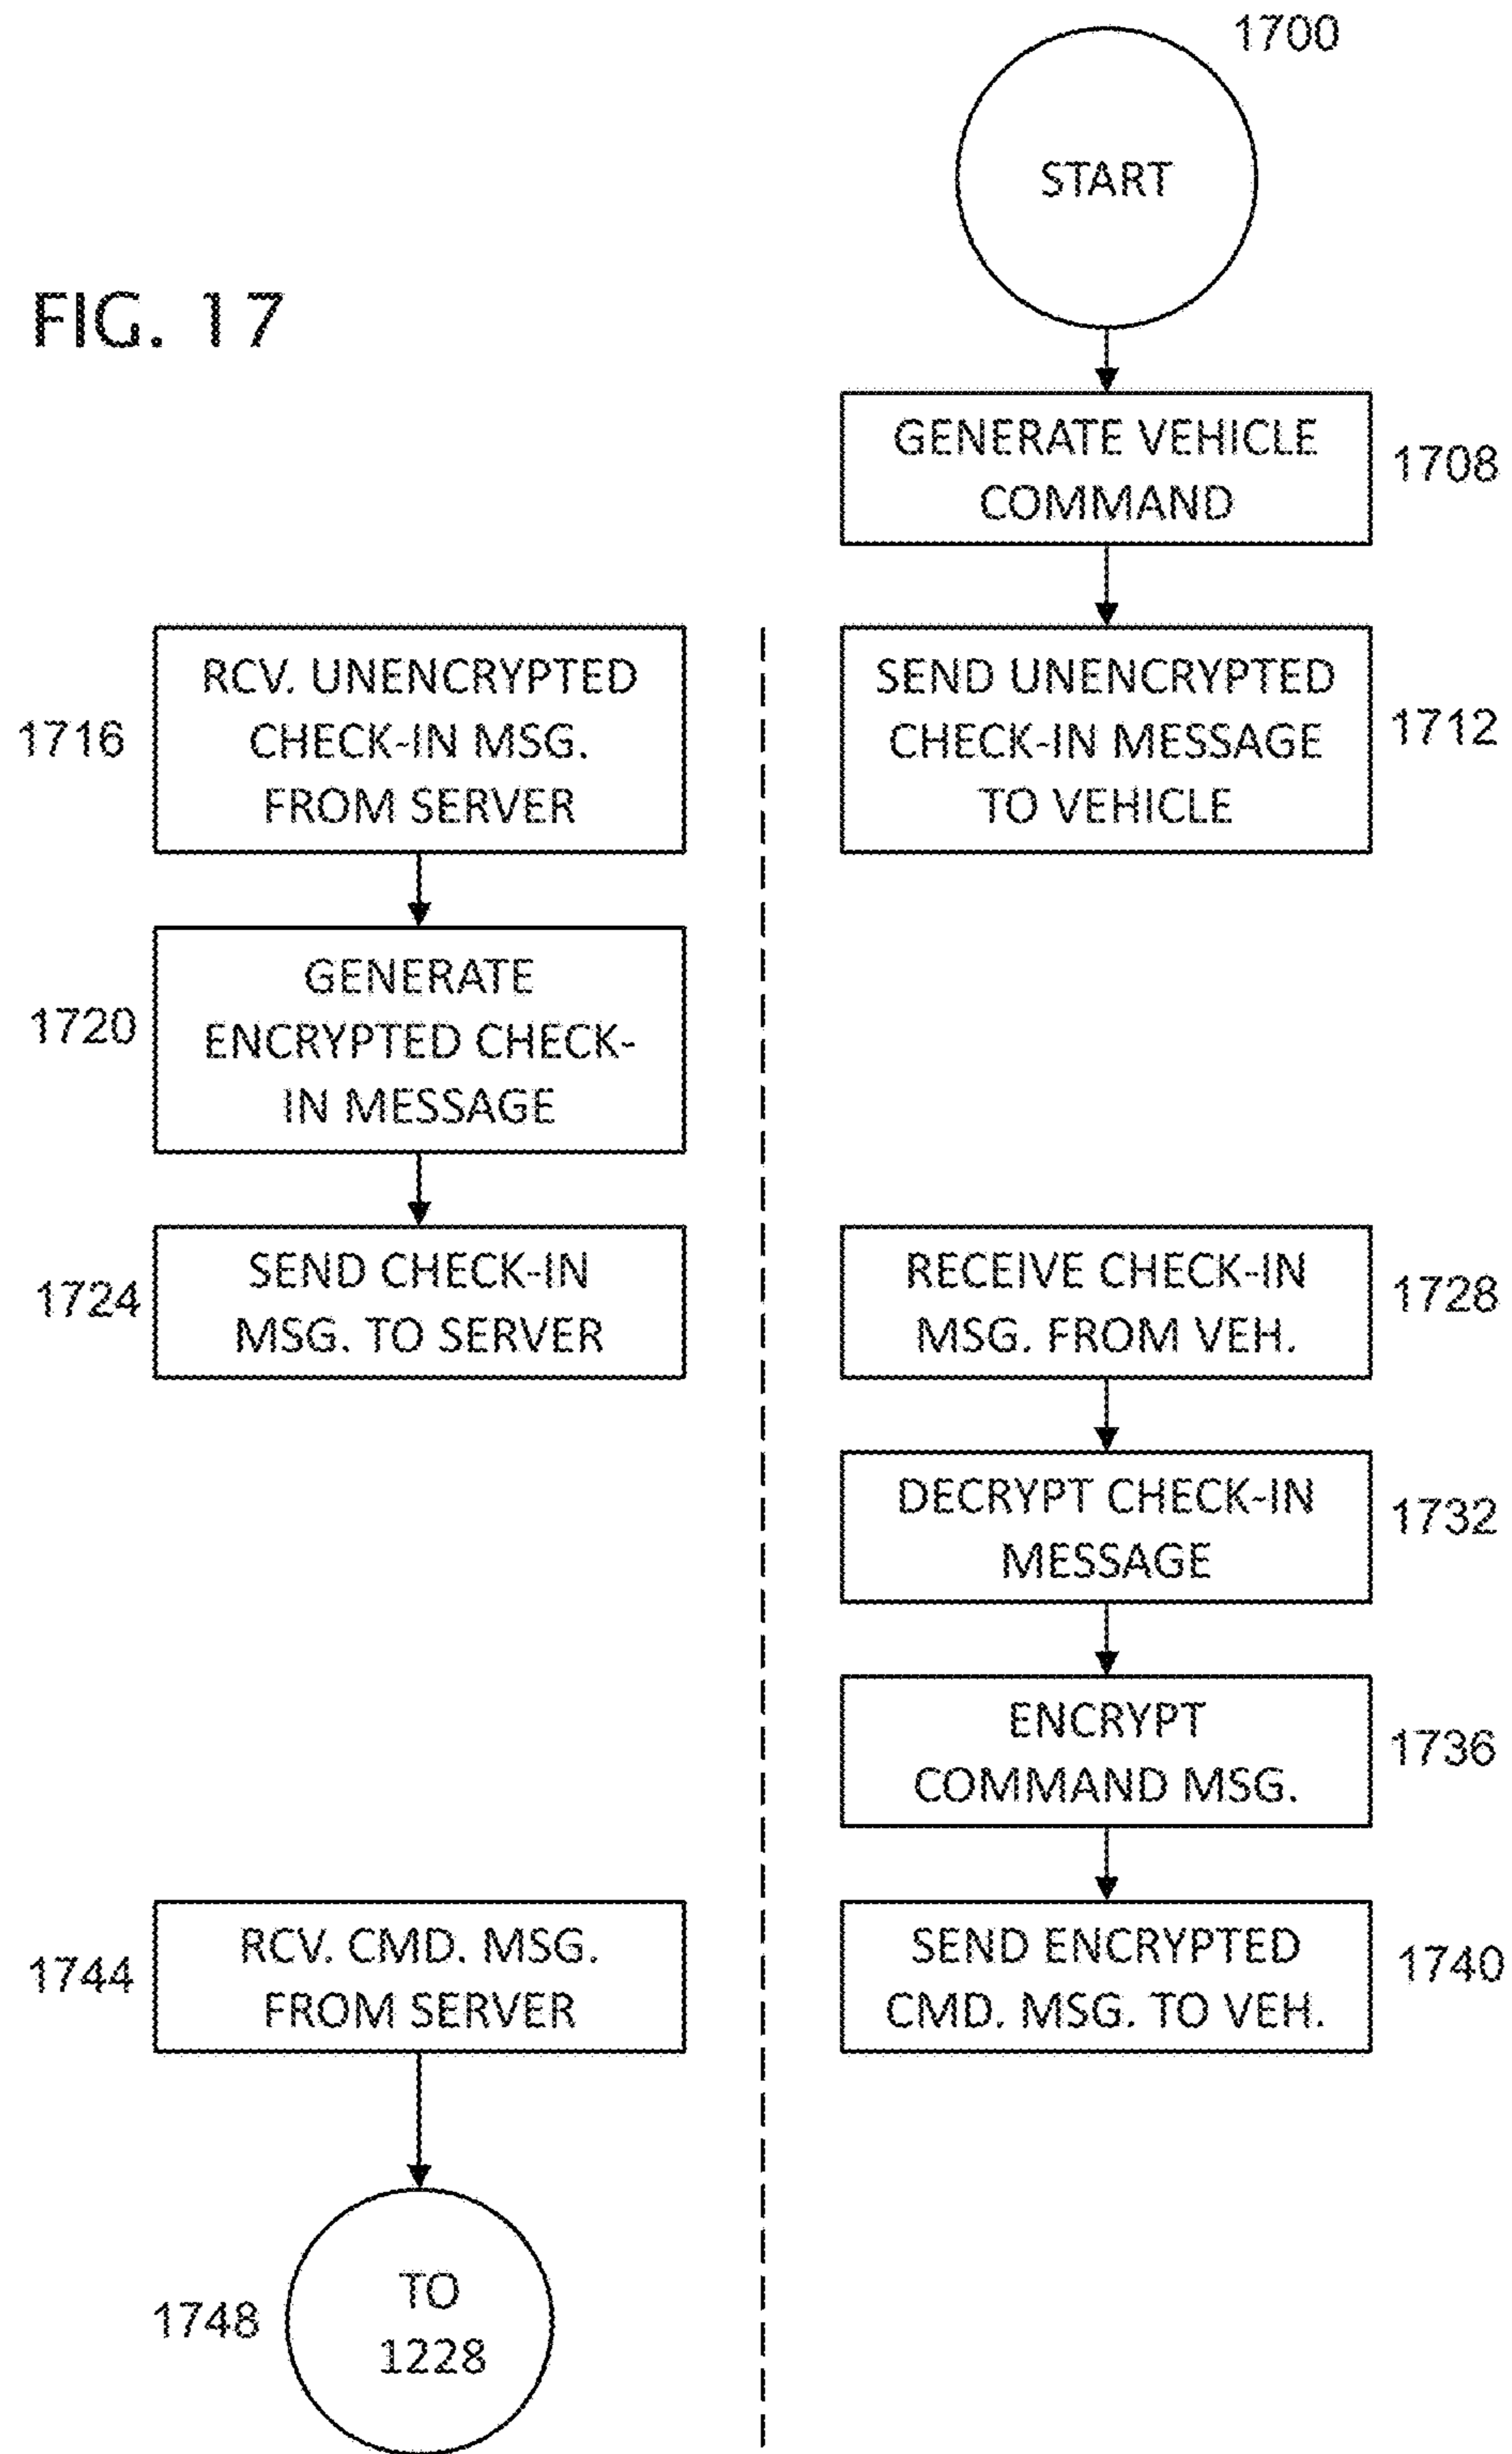 1700
START
FIG. 17
GENERATE VEHICLE
COMMAND
1708
RCV. UNENCRYPTED
CHECK-IN MSG.
FROM SERVER
1716
SEND UNENCRYPTED
CHECK-IN MESSAGE
TO VEHICLE
1712
GENERATE
ENCRYPTED CHECK-
IN MESSAGE
1720
SEND CHECK-IN
MSG. TO SERVER
1724
RECEIVE CHECK-IN
MSG. FROM VEH.
1728
DECRYPT CHECK-IN
MESSAGE
1732
ENCRYPT
COMMAND MSG.
1736
RCV. CMD. MSG.
FROM SERVER
1744
SEND ENCRYPTED
CMD. MSG. TO VEH.
1740
TO
1228
1748